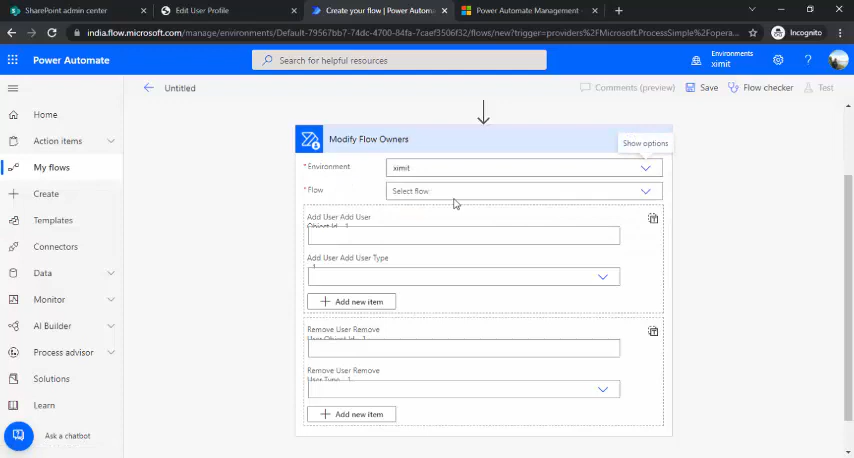 SharePoint admin center
Edit User Profile
Create your flow | Power Automate
Power Automate Management -
india.flow.microsoft.com/manage/environments/Default-79567bb7-74dc-4700-84fa-7caef3506f32/flows/new?trigger=providers%2FMicrosoft.ProcessSimple%2Fopera...
Incognito
Power Automate
Search for helpful resources
Environments
ximit
Untitled
Comments (preview)
Save
Flow checker
Test
Home
Action items
My flows
Create
Templates
Connectors
Data
Monitor
AI Builder
Process advisor
Solutions
Learn
Ask a chatbot
Modify Flow Owners
Show options
* Environment
ximit
* Flow
Select flow
Add User Add User
Object Id - 1
Add User Add User Type
- 1
+ Add new item
Remove User Remove
User Object Id - 1
Remove User Remove
User Type - 1
+ Add new item